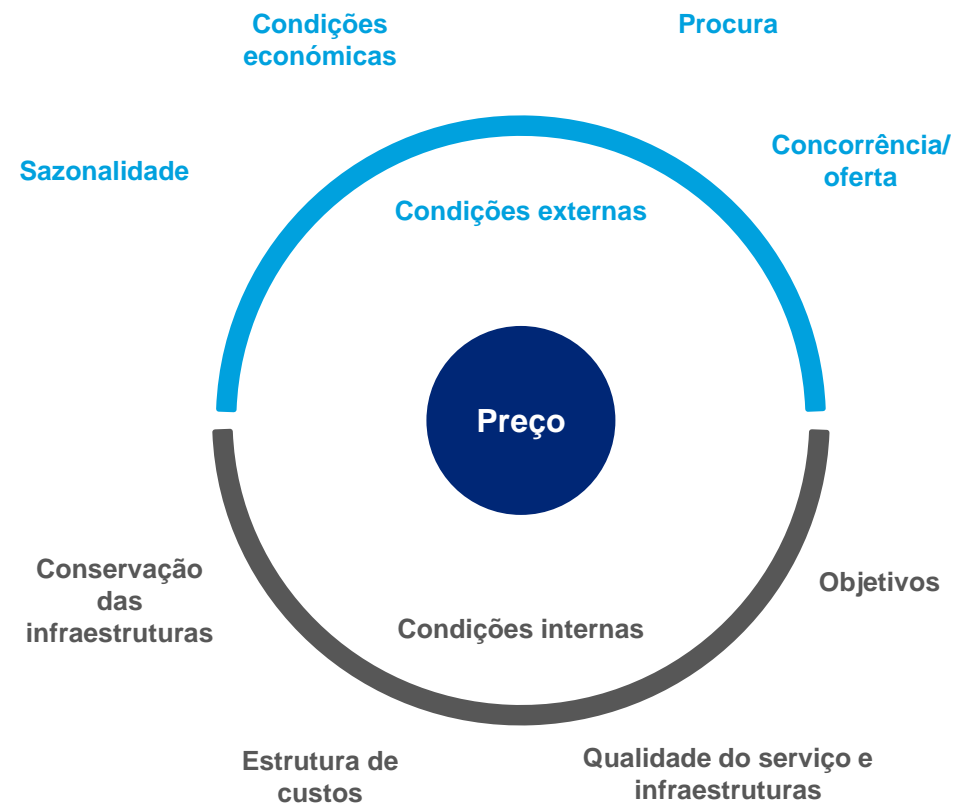 Condições
económicas
Procura
Sazonalidade
Concorrência/
oferta
Condições externas
Preço
Conservação
das
infraestruturas
Objetivos
Condições internas
Estrutura de
custos
Qualidade do serviço e
infraestruturas